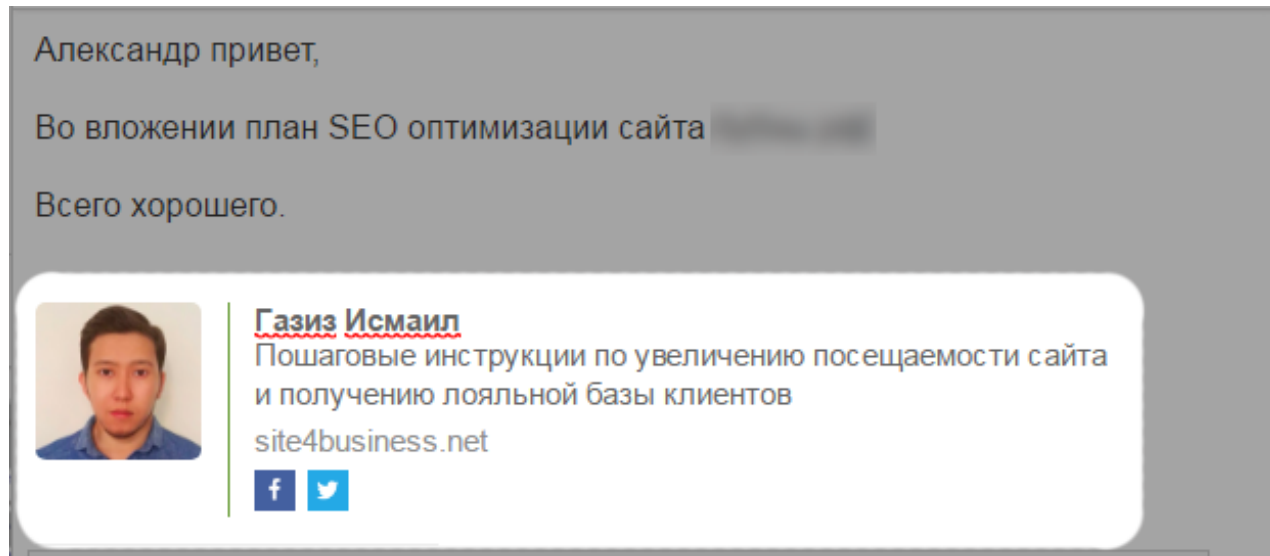 Александр привет,
Во вложении план SEO оптимизации сайта
Всего хорошего.
Газиз Исмаил
Пошаговые инструкции по увеличению посещаемости сайта
и получению лояльной базы клиентов
site4business.net